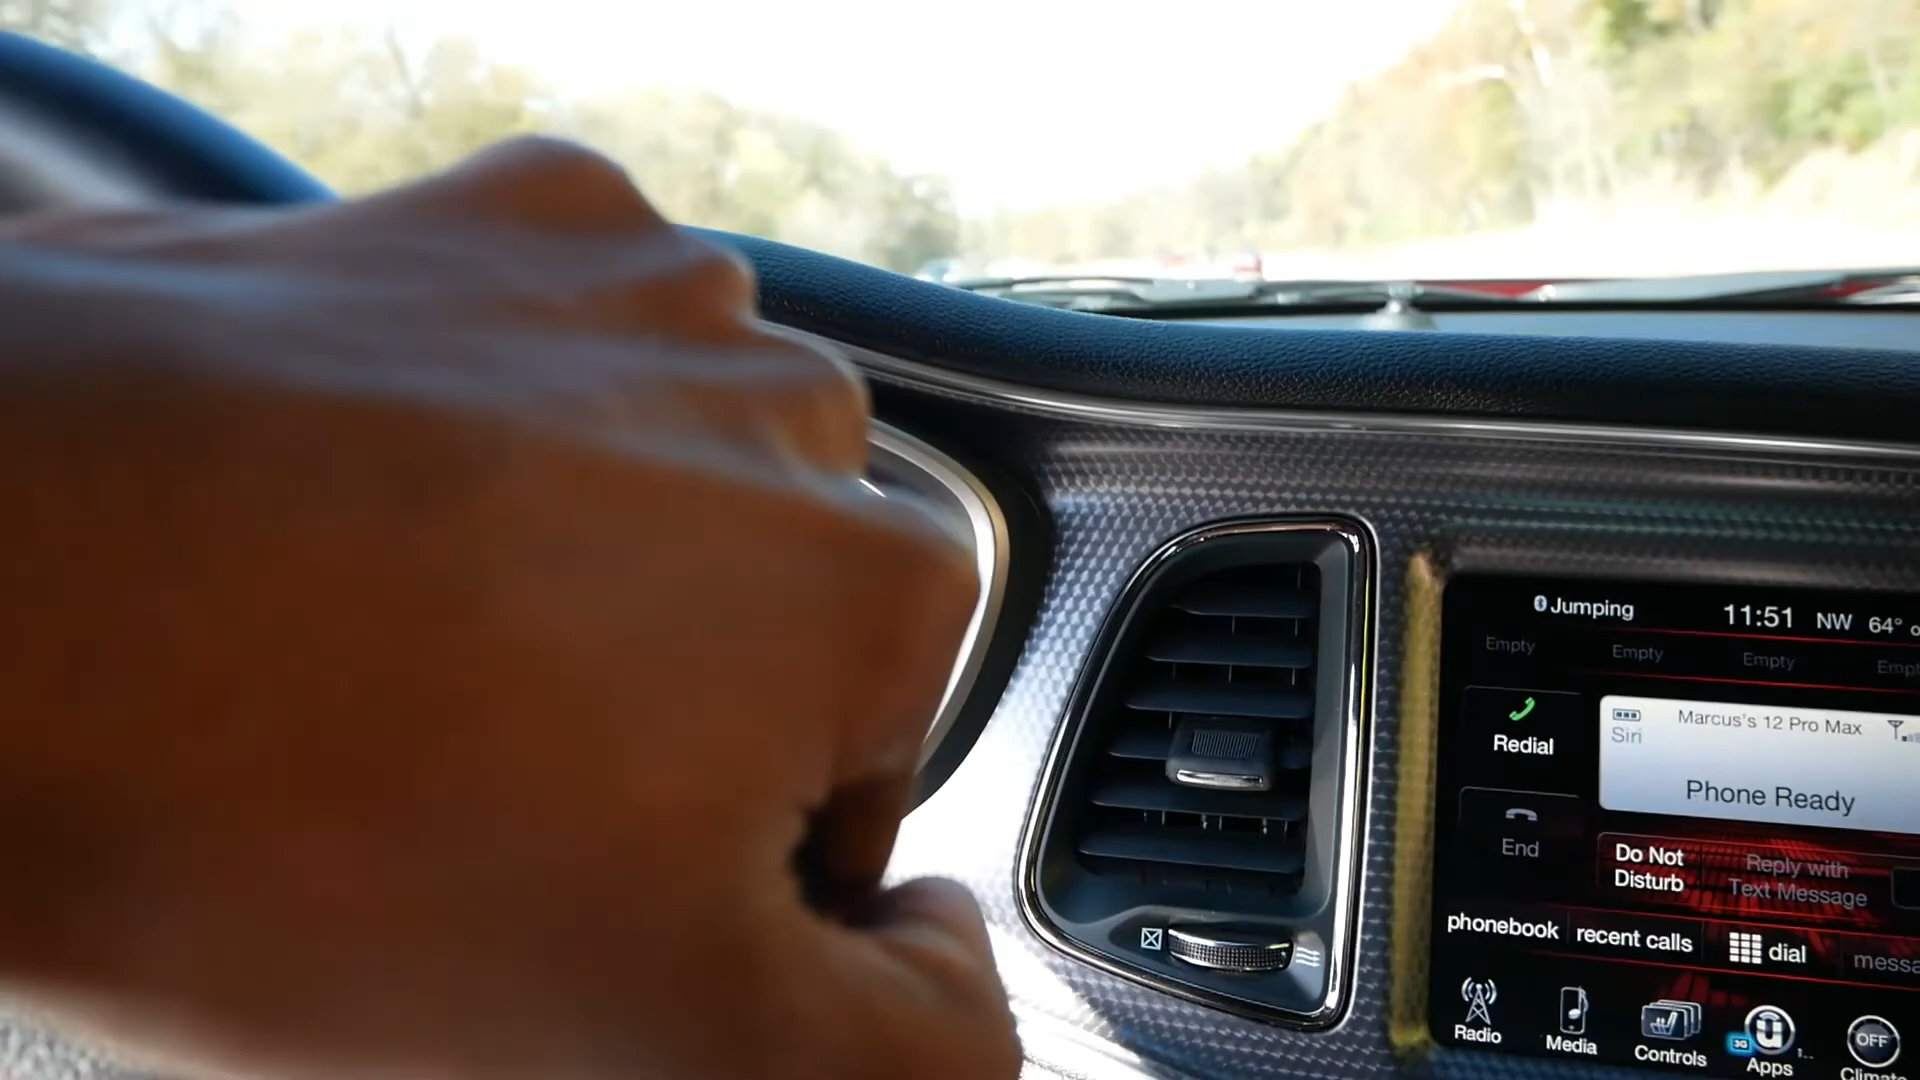 Jumping 11:51 NW 64°
Empty Empty Empty
Redial
Siri
Marcus's 12 Pro Max
Phone Ready
End
Do Not
Disturb
Reply with
Text Message
phonebook recent calls dial
Radio Media Controls
3G
Apps
OFF